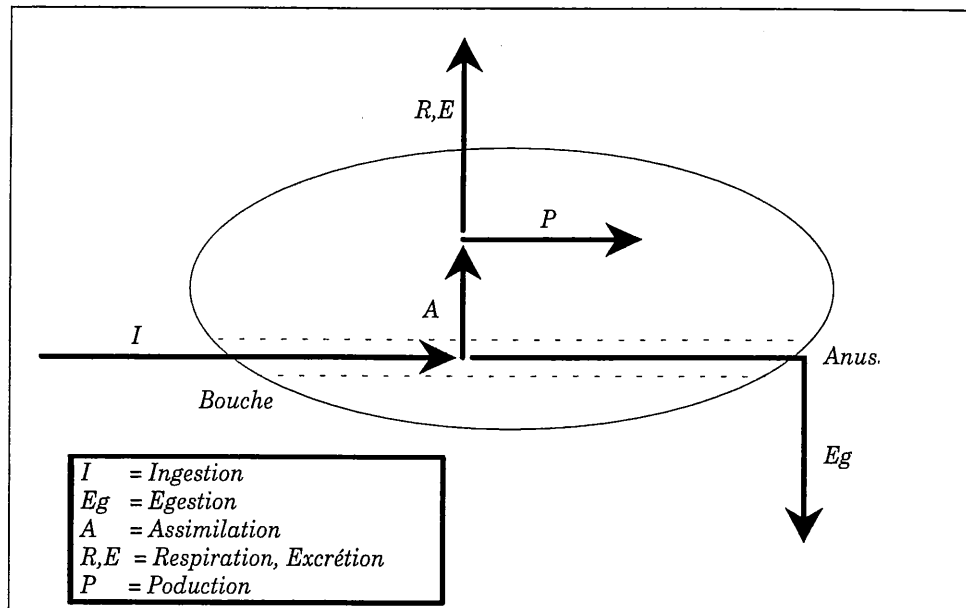 R,E
P
A
I
Anus.
Bouche
Eg
I = Ingestion
Eg = Egestion
A = Assimilation
R,E = Respiration, Excrétion
P = Poduction